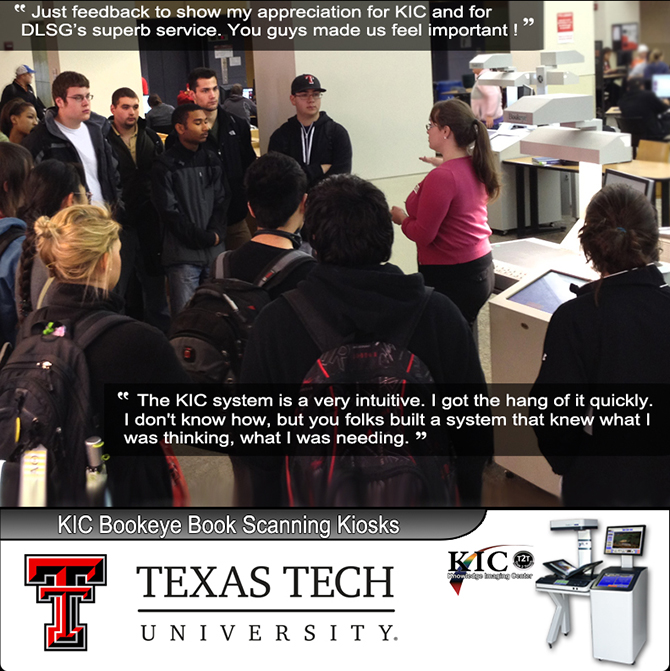 “ Just feedback to show my appreciation for KIC and for
DLSG's superb service. You guys made us feel important ! ”
“ The KIC system is a very intuitive. I got the hang of it quickly.
I don't know how, but you folks built a system that knew what I
was thinking, what I was needing. ”
KIC Bookeye Book Scanning Kiosks
TEXAS TECH
UNIVERSITY.
KIC
T2T
Knowledge Imaging Center